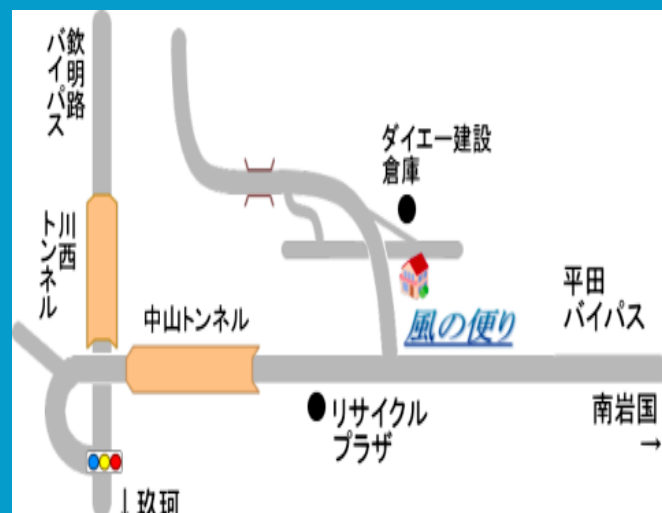 欽明路
バイパス
ダイエー建設
倉庫
川西
トンネル
中山トンネル
風の便り
平田
バイパス
リサイクル
プラザ
南岩国
→
↓玖珂